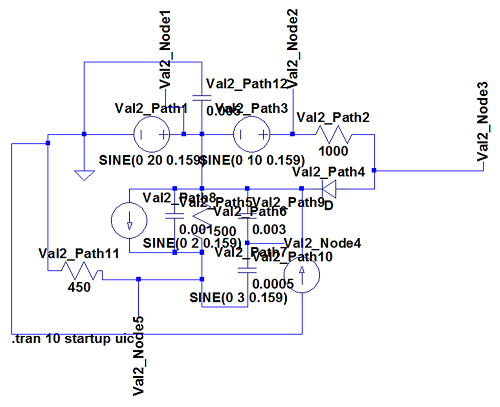 Val2_Node1
Val2_Node2
Val2_Node3
Val2_Path12
0.005
Val2_Path1
SINE(0 20 0.159)
Val2_Path3
SINE(0 10 0.159)
Val2_Path2
1000
Val2_Path4
D
Val2_Path8
SINE(0 2 0.159)
Val2_Path5
0.001
1500
Val2_Path9
Val2_Path6
0.003
Val2_Node4
Val2_Path7
0.0005
Val2_Path10
SINE(0 3 0.159)
Val2_Path11
450
.tran 10 startup uic
Val2_Node5